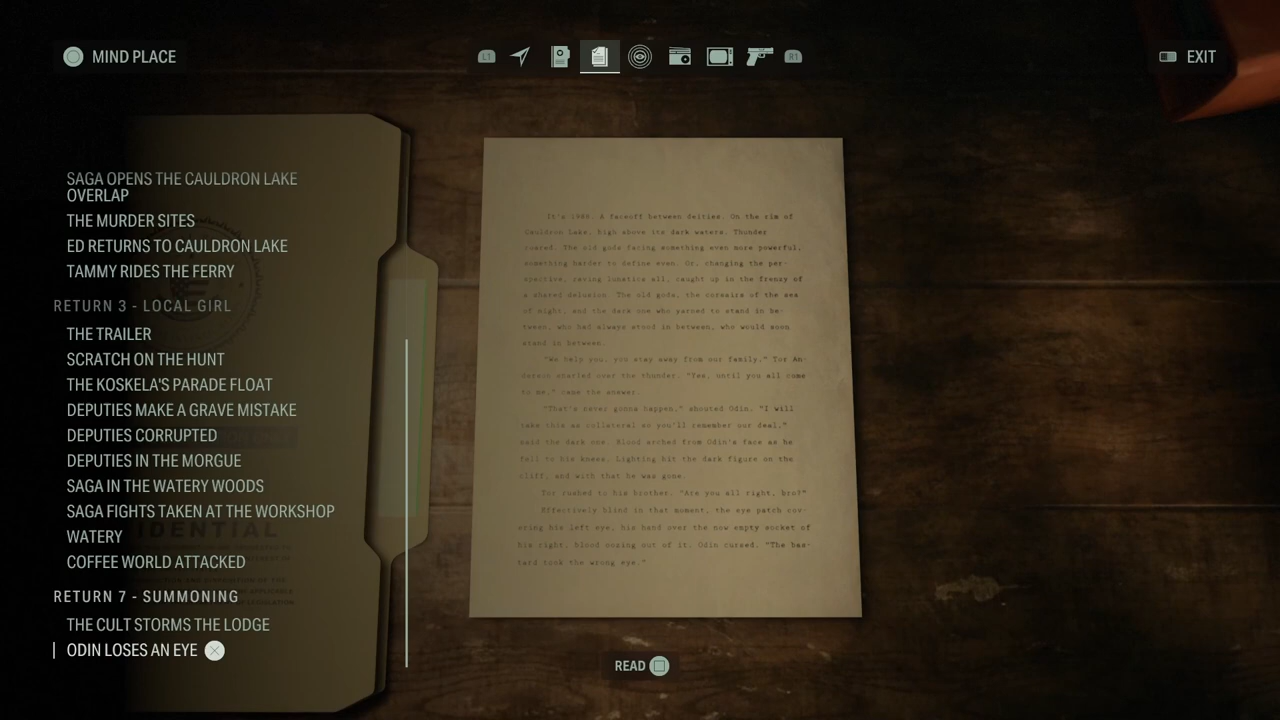 MIND PLACE
L1
R1
EXIT
SAGA OPENS THE CAULDRON LAKE
OVERLAP
THE MURDER SITES
ED RETURNS TO CAULDRON LAKE
TAMMY RIDES THE FERRY
RETURN 3 - LOCAL GIRL
THE TRAILER
SCRATCH ON THE HUNT
THE KOSKELA'S PARADE FLOAT
DEPUTIES MAKE A GRAVE MISTAKE
DEPUTIES CORRUPTED
DEPUTIES IN THE MORGUE
SAGA IN THE WATERY WOODS
SAGA FIGHTS TAKEN AT THE WORKSHOP
WATERY
COFFEE WORLD ATTACKED
RETURN 7 - SUMMONING
THE CULT STORMS THE LODGE
ODIN LOSES AN EYE
It's 1988. A faceoff between deities. On the rim of
Cauldron Lake, high above its dark waters. Thunder
roared. The old gods facing something even more powerful,
something harder to define even. Or, changing the per-
spective, raving lunatics all, caught up in the frenzy of
a shared delusion. The old gods, the corsairs of the sea
of night, and the dark one who yearned to stand in be-
tween, who had always stood in between, who would soon
stand in between.
"We help you, you stay away from our family," Tor An-
derson snarled over the thunder. "Yes, until you all come
to me," came the answer.
"That's never gonna happen," shouted Odin. "I will
take this as collateral so you'll remember our deal,"
said the dark one. Blood arched from Odin's face as he
fell to his knees. Lighting hit the dark figure on the
cliff, and with that he was gone.
Tor rushed to his brother. "Are you all right, bro?"
Effectively blind in that moment, the eye patch cov-
ering his left eye, his hand over the now empty socket of
his right, blood oozing out of it, Odin cursed. "The bas-
tard took the wrong eye."
READ